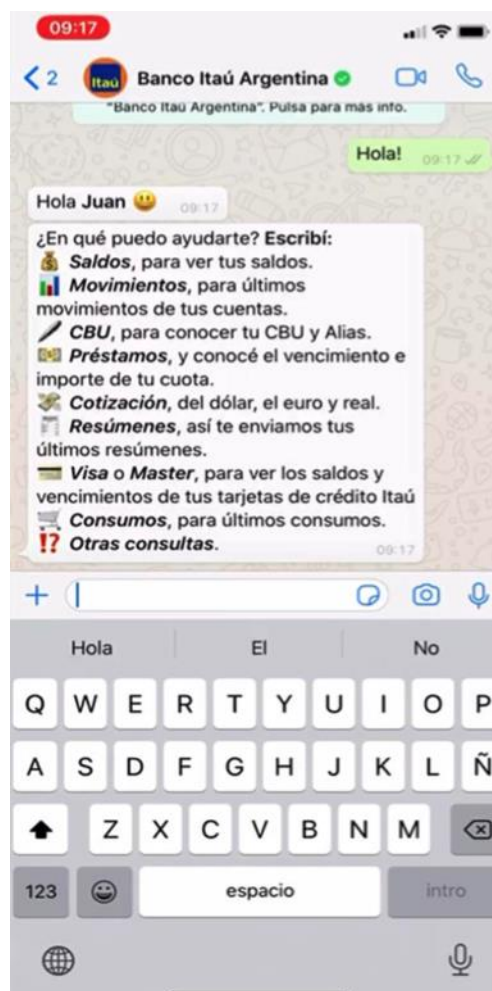 09:17
2
Itaú
Banco Itaú Argentina
"Banco Itaú Argentina". Pulsa para más info.
Hola! 09:17
Hola Juan 😃 09:17
¿En qué puedo ayudarte? Escribí:
💰 Saldos, para ver tus saldos.
📊 Movimientos, para últimos
movimientos de tus cuentas.
🖊 CBU, para conocer tu CBU y Alias.
💵 Préstamos, y conocé el vencimiento e
importe de tu cuota.
💸 Cotización, del dólar, el euro y real.
🧾 Resúmenes, así te enviamos tus
últimos resúmenes.
💳 Visa o Master, para ver los saldos y
vencimientos de tus tarjetas de crédito Itaú
🛒 Consumos, para últimos consumos.
⁉️ Otras consultas. 09:17
Hola El No
Q W E R T Y U I O P
A S D F G H J K L Ñ
Z X C V B N M
123 espacio intro